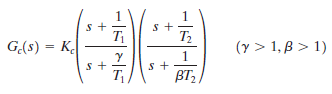 G_c(s) = K_c ( (s + 1/T_1) / (s + γ/T_1) ) ( (s + 1/T_2) / (s + 1/(βT_2)) ) (γ > 1, β > 1)